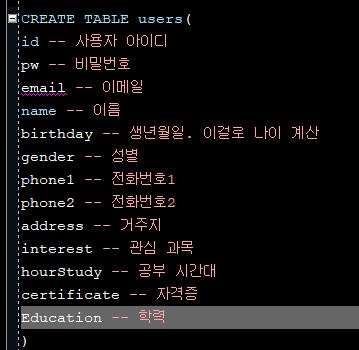 CREATE TABLE users(
id -- 사용자 아이디
pw -- 비밀번호
email -- 이메일
name -- 이름
birthday -- 생년월일. 이걸로 나이 계산
gender -- 성별
phone1 -- 전화번호1
phone2 -- 전화번호2
address -- 거주지
interest -- 관심 과목
hourStudy -- 공부 시간대
certificate -- 자격증
Education -- 학력
)